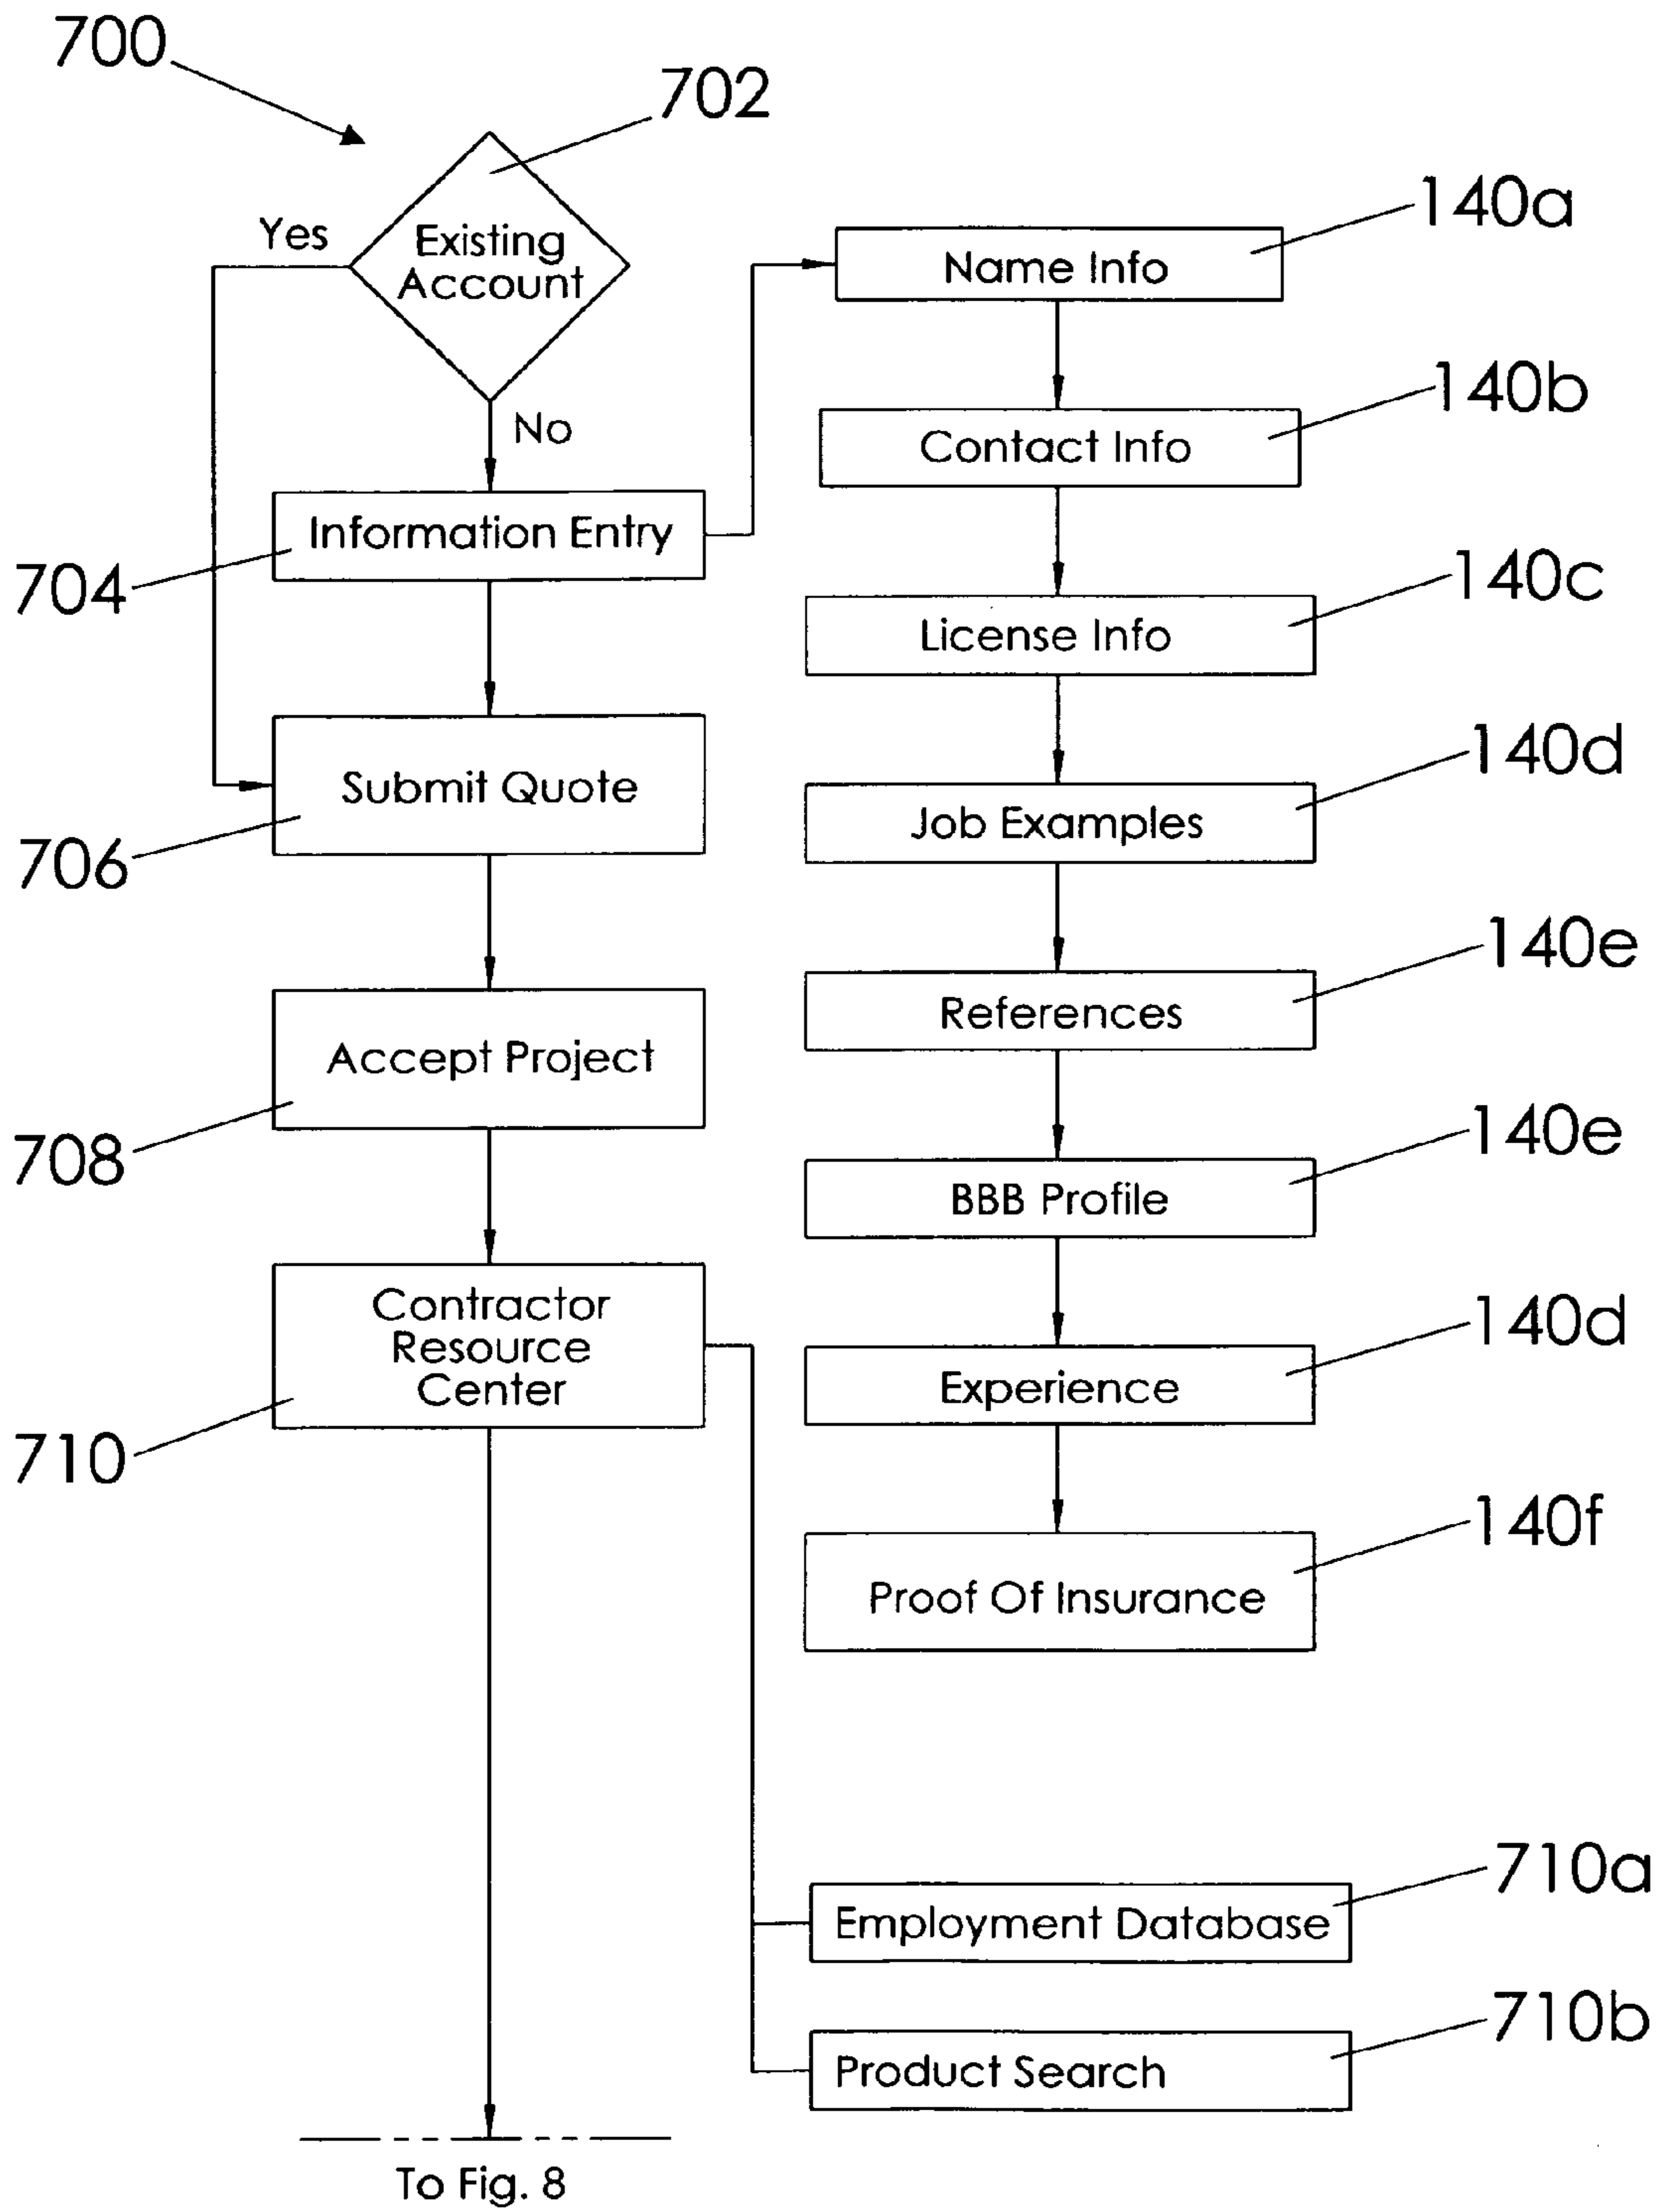 700
702
Yes
Existing
Account
No
Information Entry
704
Submit Quote
706
Accept Project
708
Contractor
Resource
Center
710
To Fig. 8
140a
Name Info
140b
Contact Info
140c
License Info
140d
Job Examples
140e
References
140e
BBB Profile
140d
Experience
140f
Proof Of Insurance
710a
Employment Database
710b
Product Search